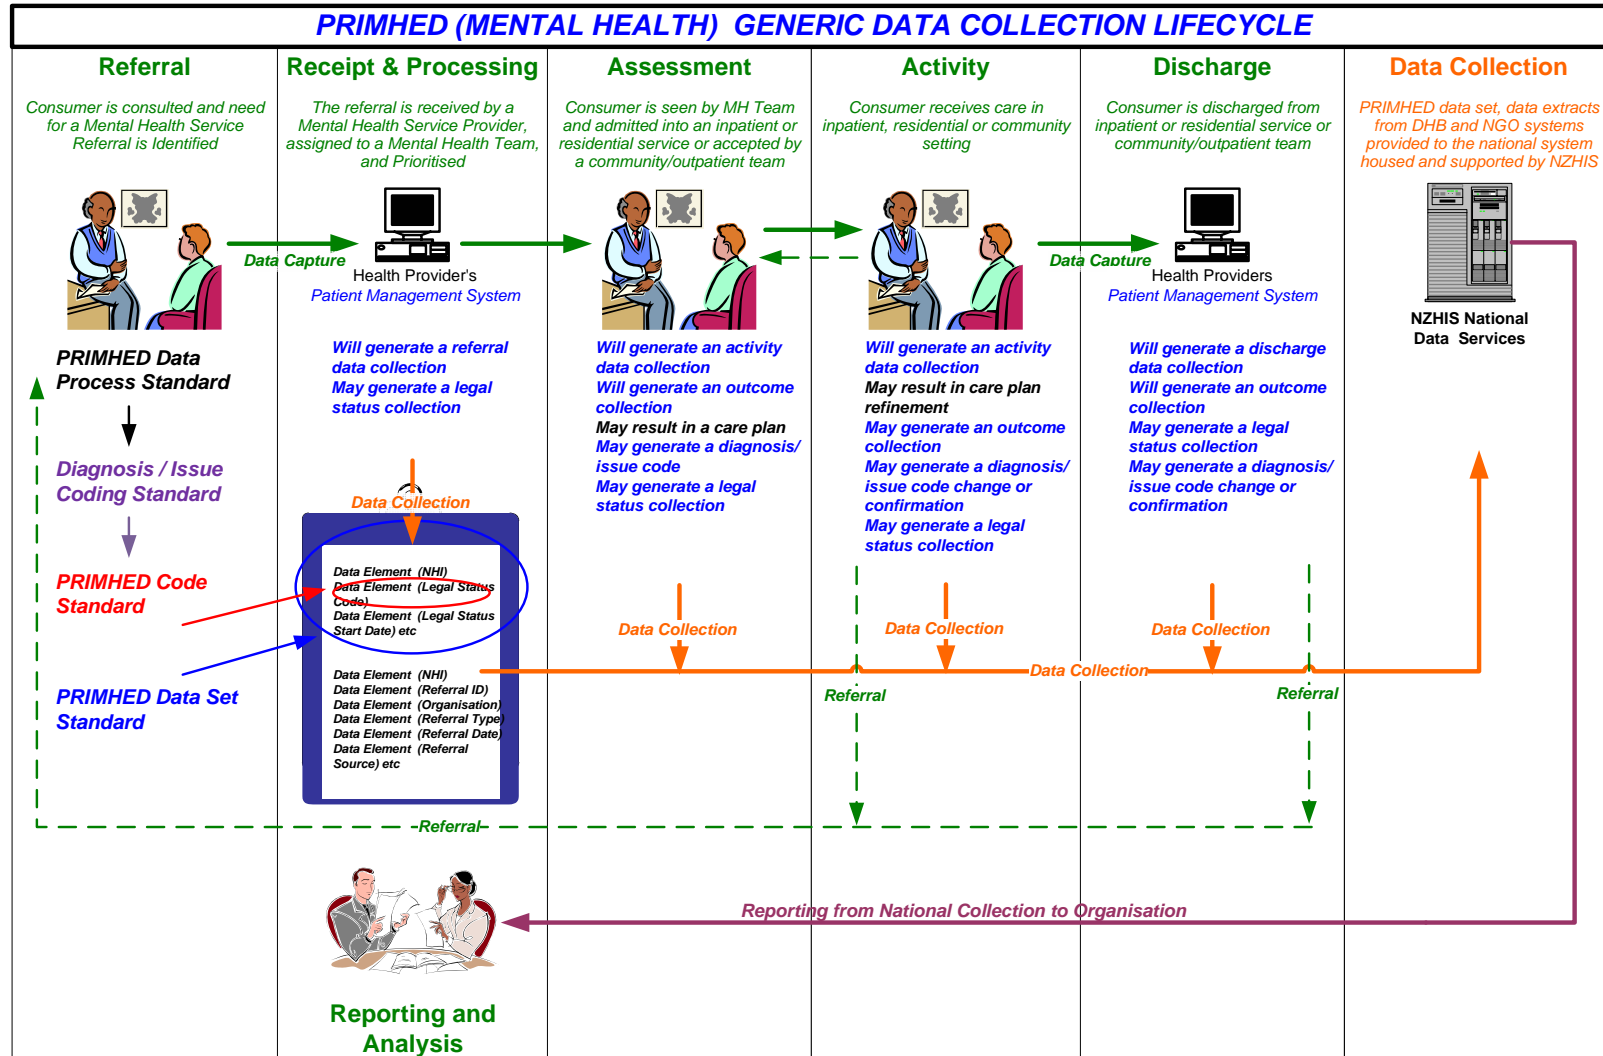 PRIMHED (MENTAL HEALTH) GENERIC DATA COLLECTION LIFECYCLE
Referral
Consumer is consulted and need
for a Mental Health Service
Referral is Identified
Receipt & Processing
The referral is received by a
Mental Health Service Provider,
assigned to a Mental Health Team,
and Prioritised
Assessment
Consumer is seen by MH Team
and admitted into an inpatient or
residential service or accepted by
a community/outpatient team
Activity
Consumer receives care in
inpatient, residential or community
setting
Discharge
Consumer is discharged from
inpatient or residential service or
community/outpatient team
Data Collection
PRIMHED data set, data extracts
from DHB and NGO systems
provided to the national system
housed and supported by NZHIS
Data Capture
Health Provider's
Patient Management System
Data Capture
Health Providers
Patient Management System
NZHIS National
Data Services
PRIMHED Data
Process Standard
Diagnosis / Issue
Coding Standard
PRIMHED Code
Standard
PRIMHED Data Set
Standard
Will generate a referral
data collection
May generate a legal
status collection
Data Collection
Data Element (NHI)
Data Element (Legal Status
Code)
Data Element (Legal Status
Start Date) etc
Data Element (NHI)
Data Element (Referral ID)
Data Element (Organisation)
Data Element (Referral Type)
Data Element (Referral Date)
Data Element (Referral
Source) etc
Will generate an activity
data collection
Will generate an outcome
collection
May result in a care plan
May generate a diagnosis/
issue code
May generate a legal
status collection
Data Collection
Will generate an activity
data collection
May result in care plan
refinement
May generate an outcome
collection
May generate a diagnosis/
issue code change or
confirmation
May generate a legal
status collection
Data Collection
Will generate a discharge
data collection
Will generate an outcome
collection
May generate a legal
status collection
May generate a diagnosis/
issue code change or
confirmation
Data Collection
Data Collection
Referral
Referral
Referral
Reporting from National Collection to Organisation
Reporting and
Analysis